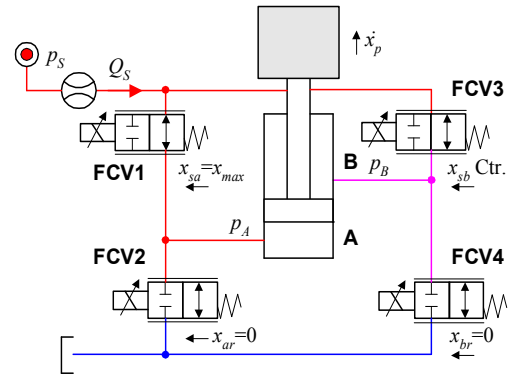 p_S
Q_S
ẋ_p
FCV3
FCV1
x_sa=x_max
B
p_B
x_sb Ctr.
p_A
A
FCV2
FCV4
x_ar=0
x_br=0